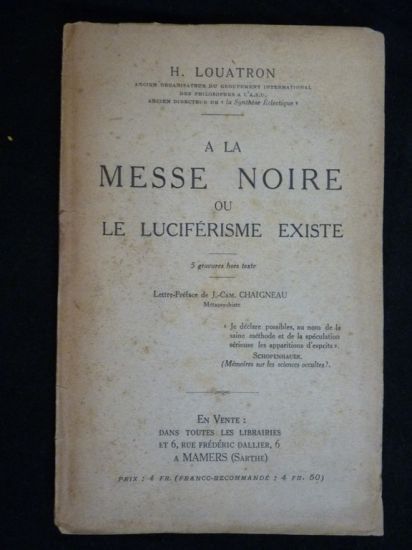 H. LOUATRON
ANCIEN ORGANISATEUR DU GROUPEMENT INTERNATIONAL
DES PHILOSOPHES A L'A.S.U.
ANCIEN DIRECTEUR DE « la Synthèse Eclectique »
A LA
MESSE NOIRE
OU
LE LUCIFÉRISME EXISTE
5 gravures hors texte
Lettre-Préface de J.-CAM. CHAIGNEAU
Métapsychiste
« Je déclare possibles, au nom de la
saine méthode et de la spéculation
sérieuse les apparitions d'esprits ».
SCHOPENHAUER.
(Mémoires sur les sciences occultes).
EN VENTE :
DANS TOUTES LES LIBRAIRIES
ET 6, RUE FRÉDÉRIC DALLIER, 6
A MAMERS (SARTHE)
PRIX : 4 FR. (FRANCO-RECOMMANDÉ : 4 FR. 50)